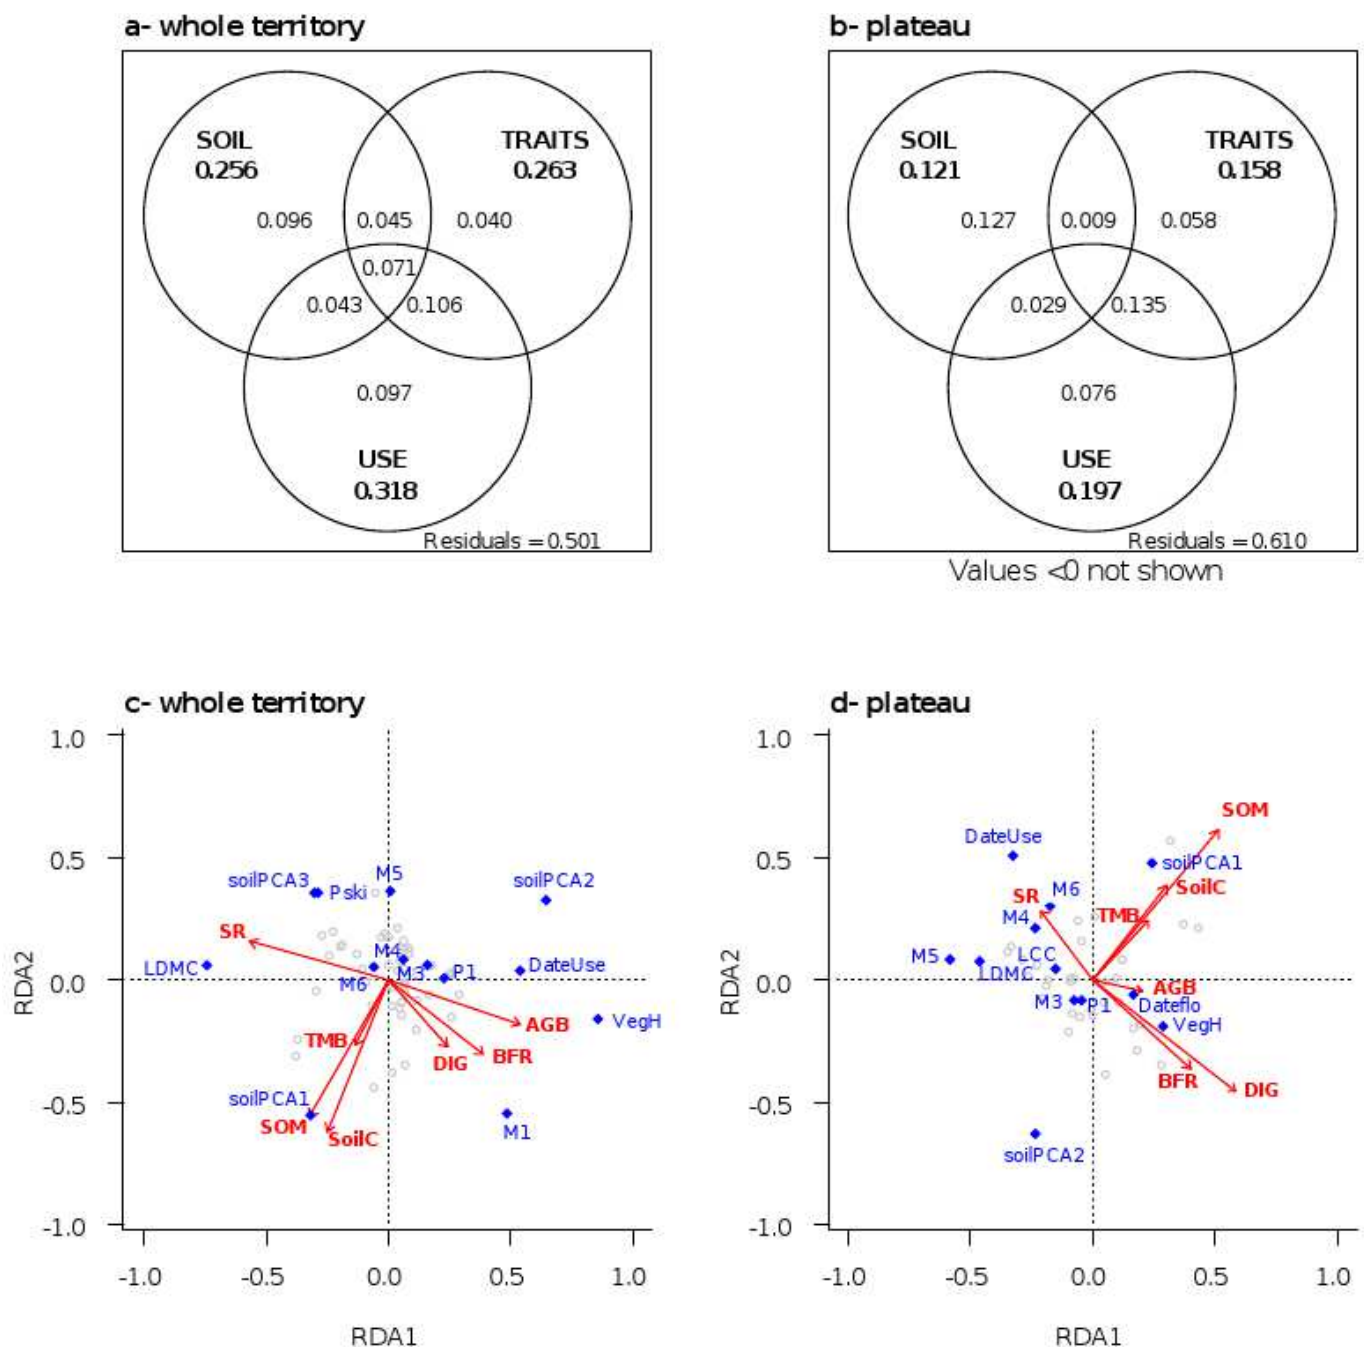 a- whole territory
SOIL
0.256
TRAITS
0.263
0.096
0.045
0.040
0.071
0.043
0.106
0.097
USE
0.318
Residuals = 0.501
b- plateau
SOIL
0.121
TRAITS
0.158
0.127
0.009
0.058
0.029
0.135
0.076
USE
0.197
Residuals = 0.610
Values <0 not shown
c- whole territory
RDA2
1.0
0.5
0.0
-0.5
-1.0
M5
soilPCA3
Pski
soilPCA2
SR
M4
LDMC
M6
M3
P1
DateUse
VegH
AGB
TMB
DIG
BFR
soilPCA1
SOM
SoilC
M1
-1.0 -0.5 0.0 0.5 1.0
RDA1
d- plateau
RDA2
1.0
0.5
0.0
-0.5
-1.0
SOM
DateUse
soilPCA1
SoilC
M6
SR
M4
TMB
M5
LDMC
LCC
M3
P1
AGB
Dateflo
VegH
BFR
DIG
soilPCA2
-1.0 -0.5 0.0 0.5 1.0
RDA1